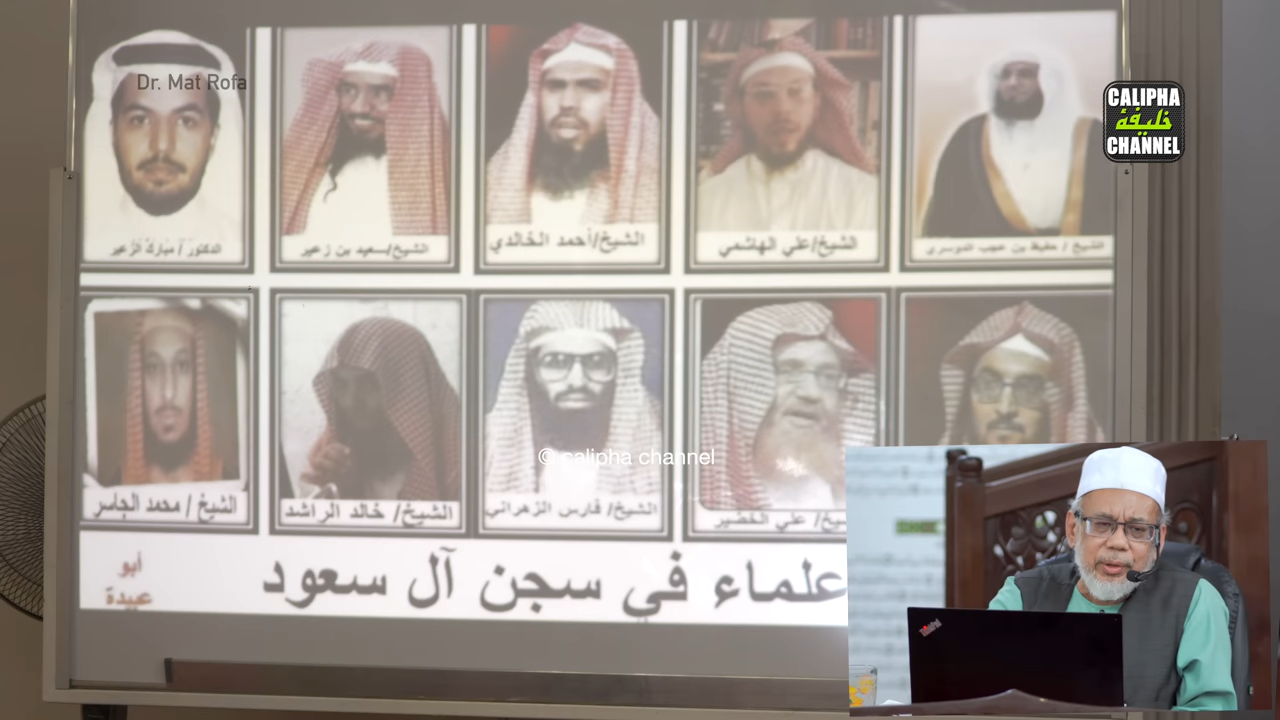 Dr. Mat Rofa
CALIPHA
خليفة
CHANNEL
الدكتور / مبارك الزعير
الشيخ/سعيد بن زعير
الشيخ/أحمد الخالدي
الشيخ/علي الهاشمي
الشيخ /
الشيخ / محمد الجاسر
الشيخ/ خالد الراشد
الشيخ/ فارس الزهراني
علي الخضير
© calipha channel
أبو
عبيدة
علماء في سجن آل سعود
ThinkPad